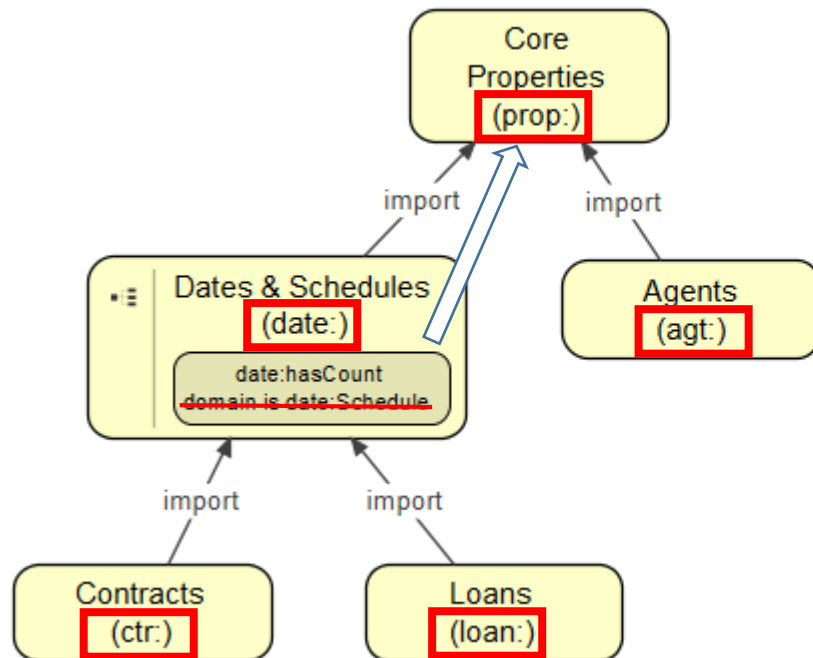 Core
Properties
(prop:)
import
import
Dates & Schedules
(date:)
date:hasCount
domain is date:Schedule
Agents
(agt:)
import
import
Contracts
(ctr:)
Loans
(loan:)